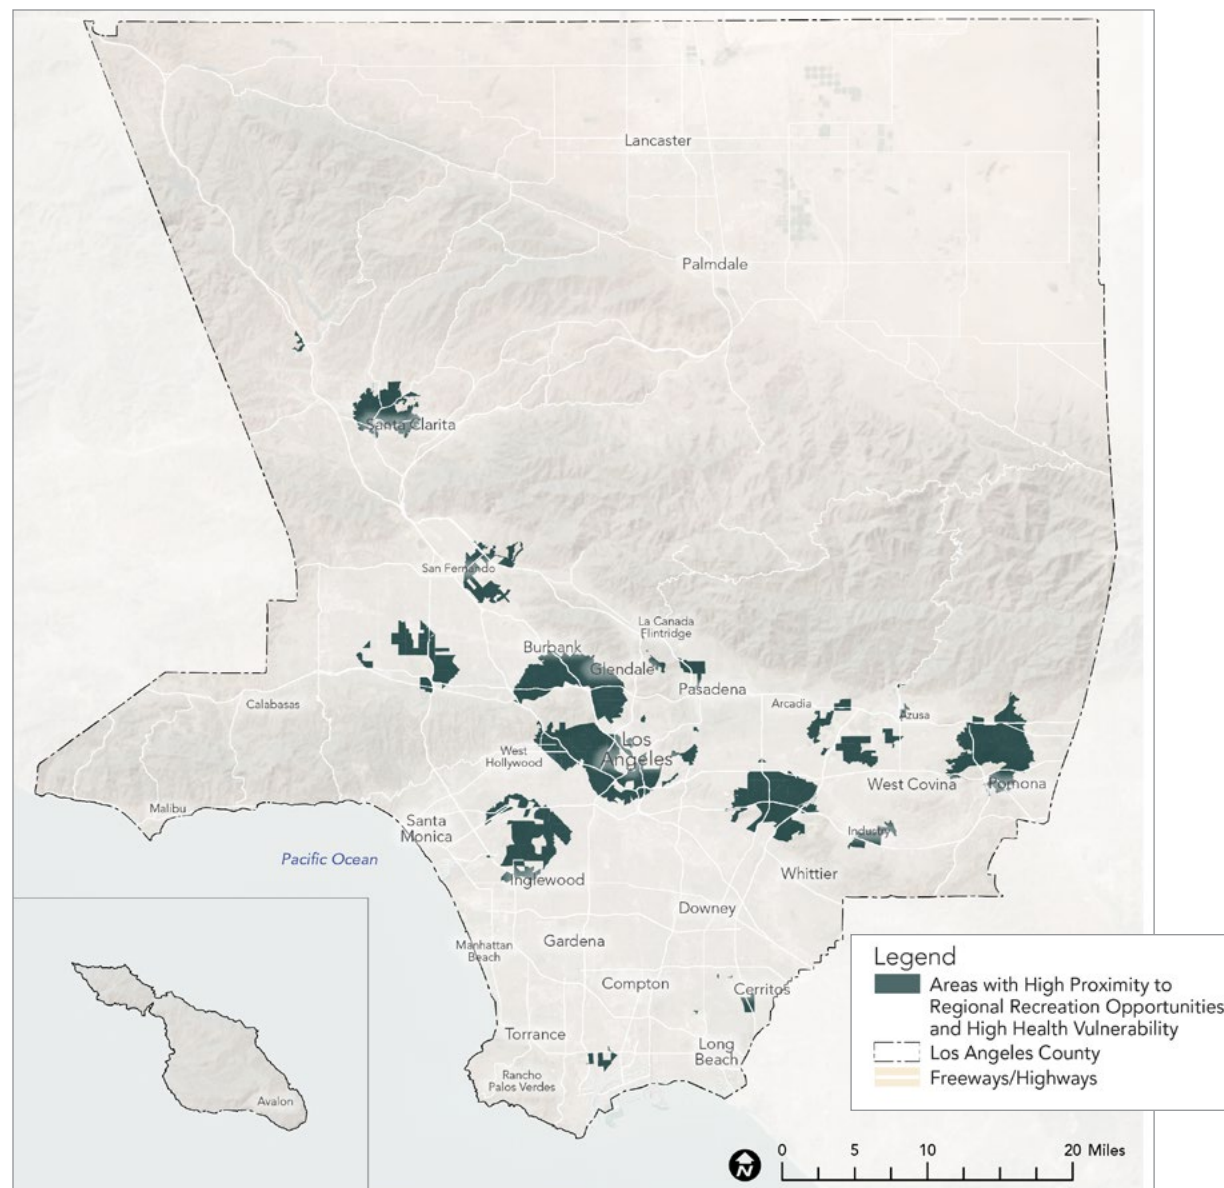 Lancaster
Palmdale
Santa Clarita
San Fernando
La Canada
Flintridge
Burbank
Glendale
Pasadena
Calabasas
Arcadia
Azusa
West
Hollywood
Los
Angeles
West Covina
Pomona
Malibu
Santa
Monica
Industry
Pacific Ocean
Inglewood
Whittier
Downey
Manhattan
Beach
Gardena
Compton
Cerritos
Torrance
Long
Beach
Rancho
Palos Verdes
Avalon
Legend
Areas with High Proximity to
Regional Recreation Opportunities
and High Health Vulnerability
Los Angeles County
Freeways/Highways
N
0 5 10 20 Miles